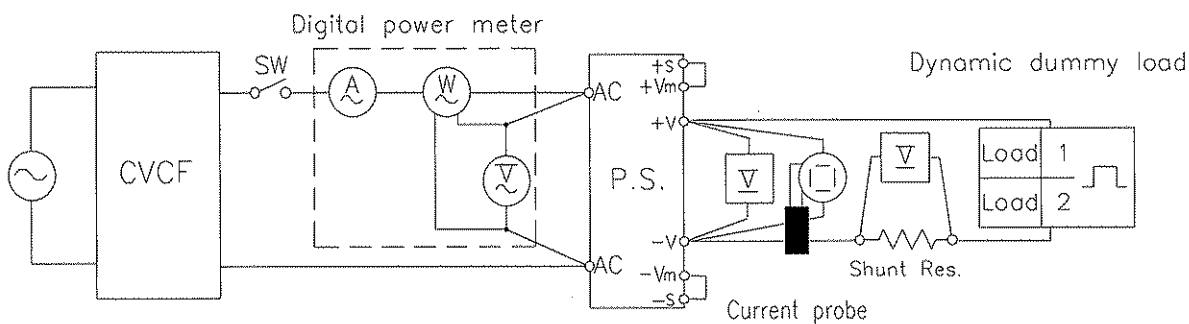 Digital power meter
SW
A
W
V
CVCF
AC
AC
P.S.
+S
+Vm
+V
-V
-Vm
-S
V
V
Dynamic dummy load
Load 1
Load 2
Shunt Res.
Current probe